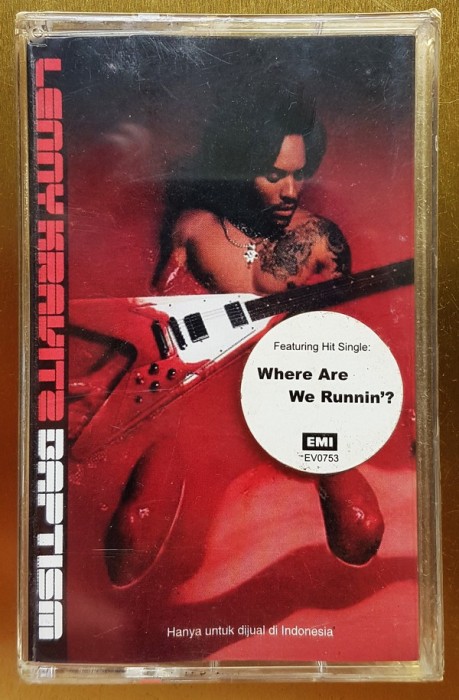 LENNY KRAVITZ BAPTISM
Featuring Hit Single:
Where Are
We Runnin'?
EMI
EV0753
Hanya untuk dijual di Indonesia